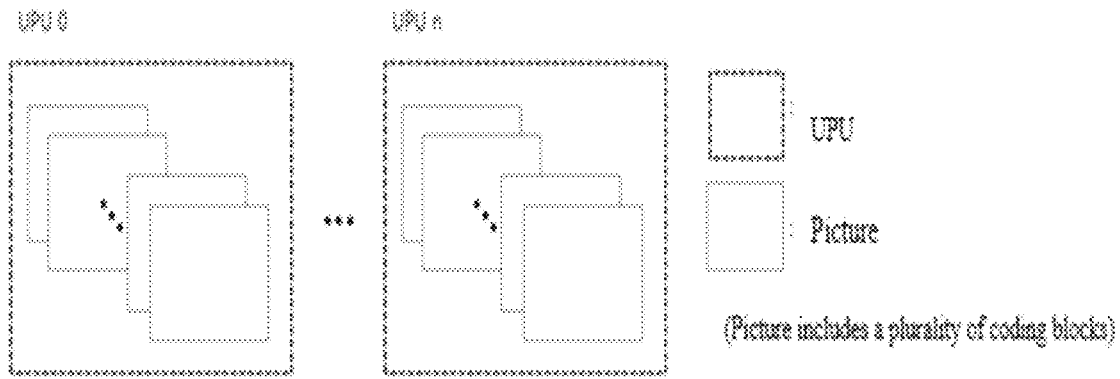 UPU 0
UPU n
: UPU
: Picture
(Picture includes a plurality of coding blocks)